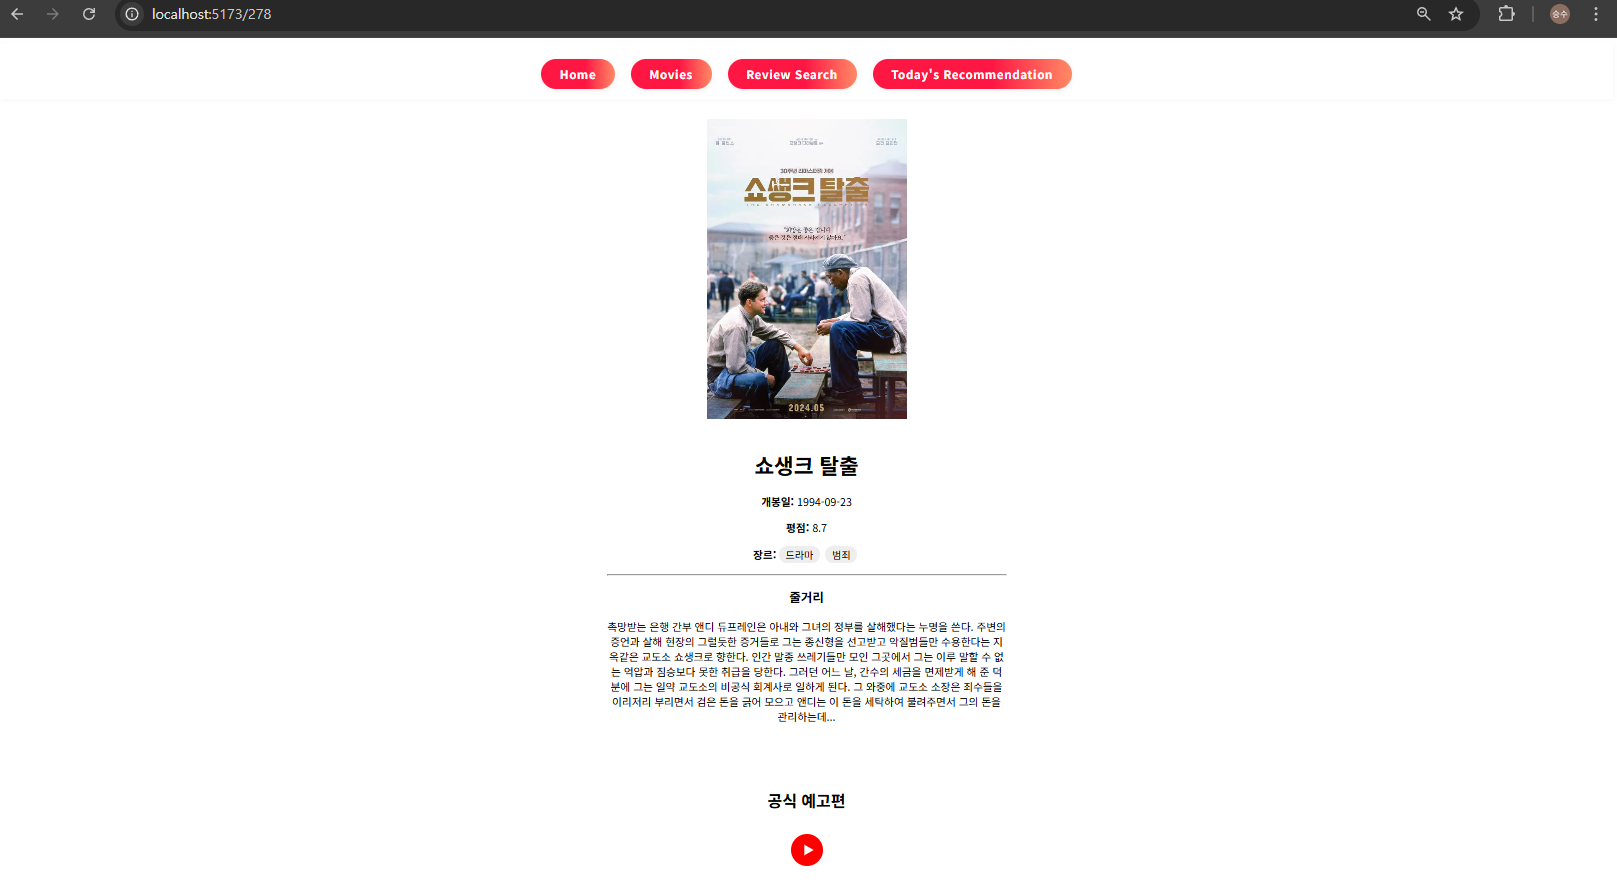 localhost:5173/278
승수
Home
Movies
Review Search
Today's Recommendation
30주년 리마스터링 개봉
쇼생크 탈출
2024.05
쇼생크 탈출
개봉일: 1994-09-23
평점: 8.7
장르: 드라마 범죄
줄거리
촉망받는 은행 간부 앤디 듀프레인은 아내와 그녀의 정부를 살해했다는 누명을 쓴다. 주변의
증언과 살해 현장의 그럴듯한 증거들로 그는 종신형을 선고받고 악질범들만 수용한다는 지
옥같은 교도소 쇼생크로 향한다. 인간 말종 쓰레기들만 모인 그곳에서 그는 이루 말할 수 없
는 억압과 짐승보다 못한 취급을 당한다. 그러던 어느 날, 간수의 세금을 면제받게 해 준 덕
분에 그는 일약 교도소의 비공식 회계사로 일하게 된다. 그 와중에 교도소 소장은 죄수들을
이리저리 부리면서 검은 돈을 긁어 모으고 앤디는 이 돈을 세탁하여 불려주면서 그의 돈을
관리하는데...
공식 예고편